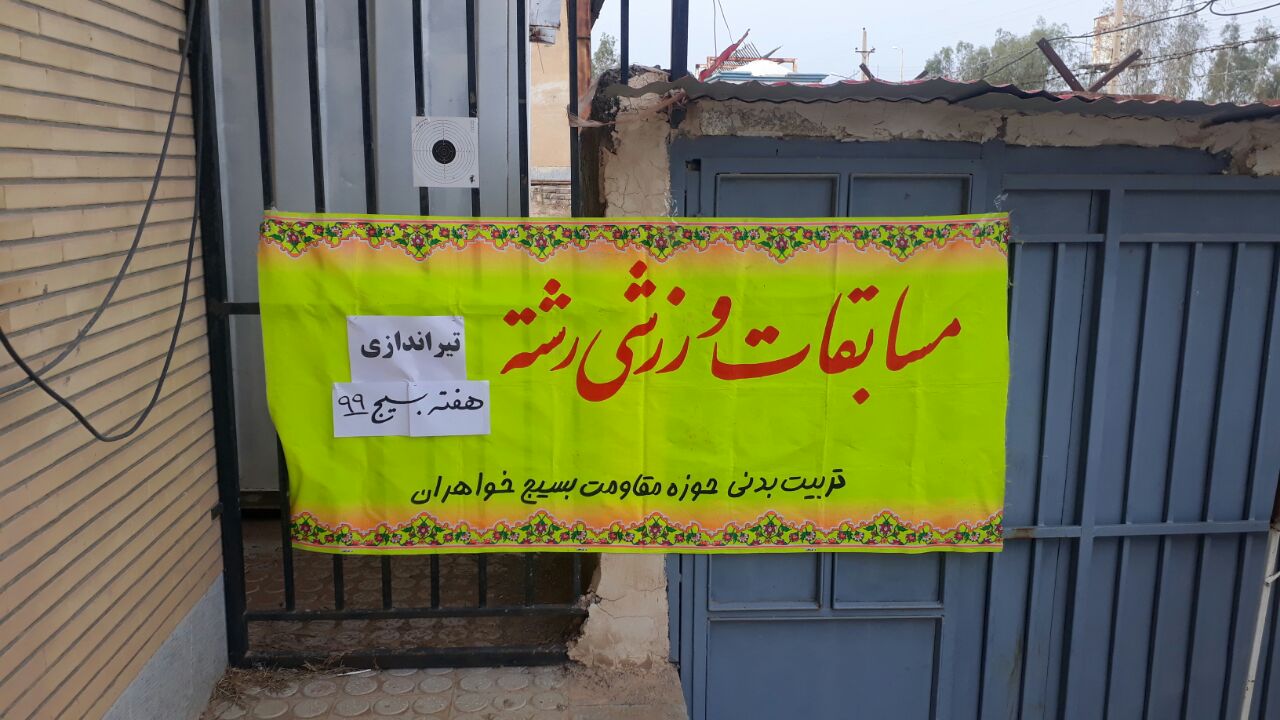 مسابقات ورزشی رشته
تیراندازی
هفته بسیج ۹۹
تربیت بدنی حوزه مقاومت بسیج خواهران